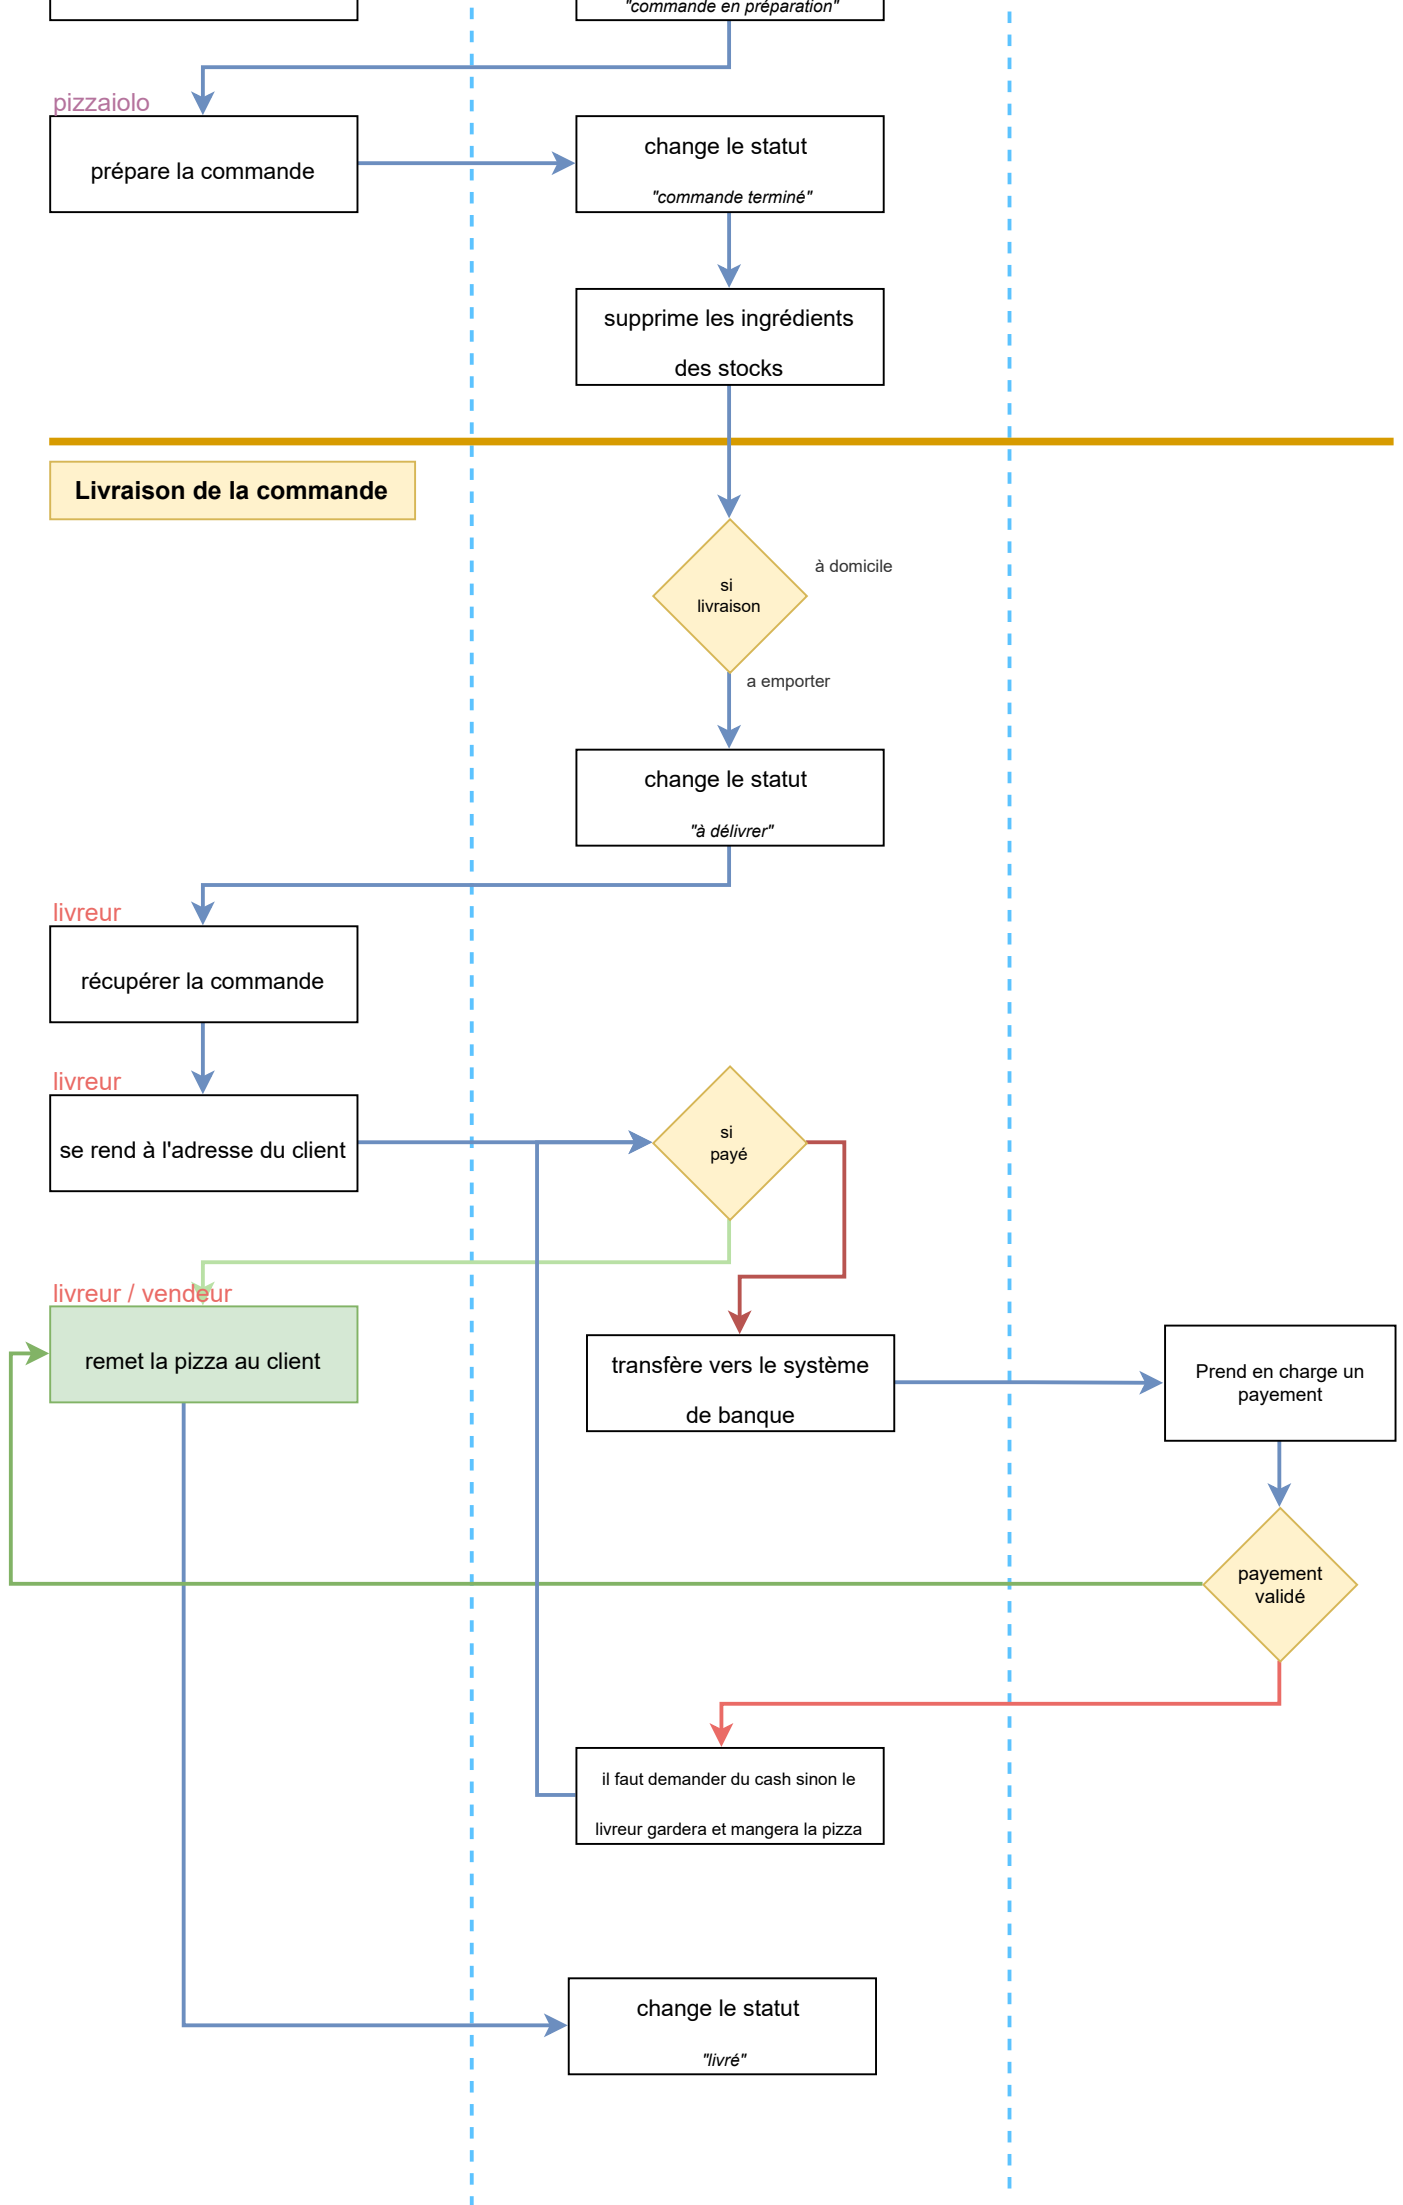 "commande en préparation"
pizzaiolo
prépare la commande
change le statut
"commande terminé"
supprime les ingrédients
des stocks
Livraison de la commande
à domicile
si
livraison
a emporter
change le statut
"à délivrer"
livreur
récupérer la commande
livreur
se rend à l'adresse du client
si
payé
livreur / vendeur
remet la pizza au client
transfère vers le système
de banque
Prend en charge un
payement
payement
validé
il faut demander du cash sinon le
livreur gardera et mangera la pizza
change le statut
"livré"